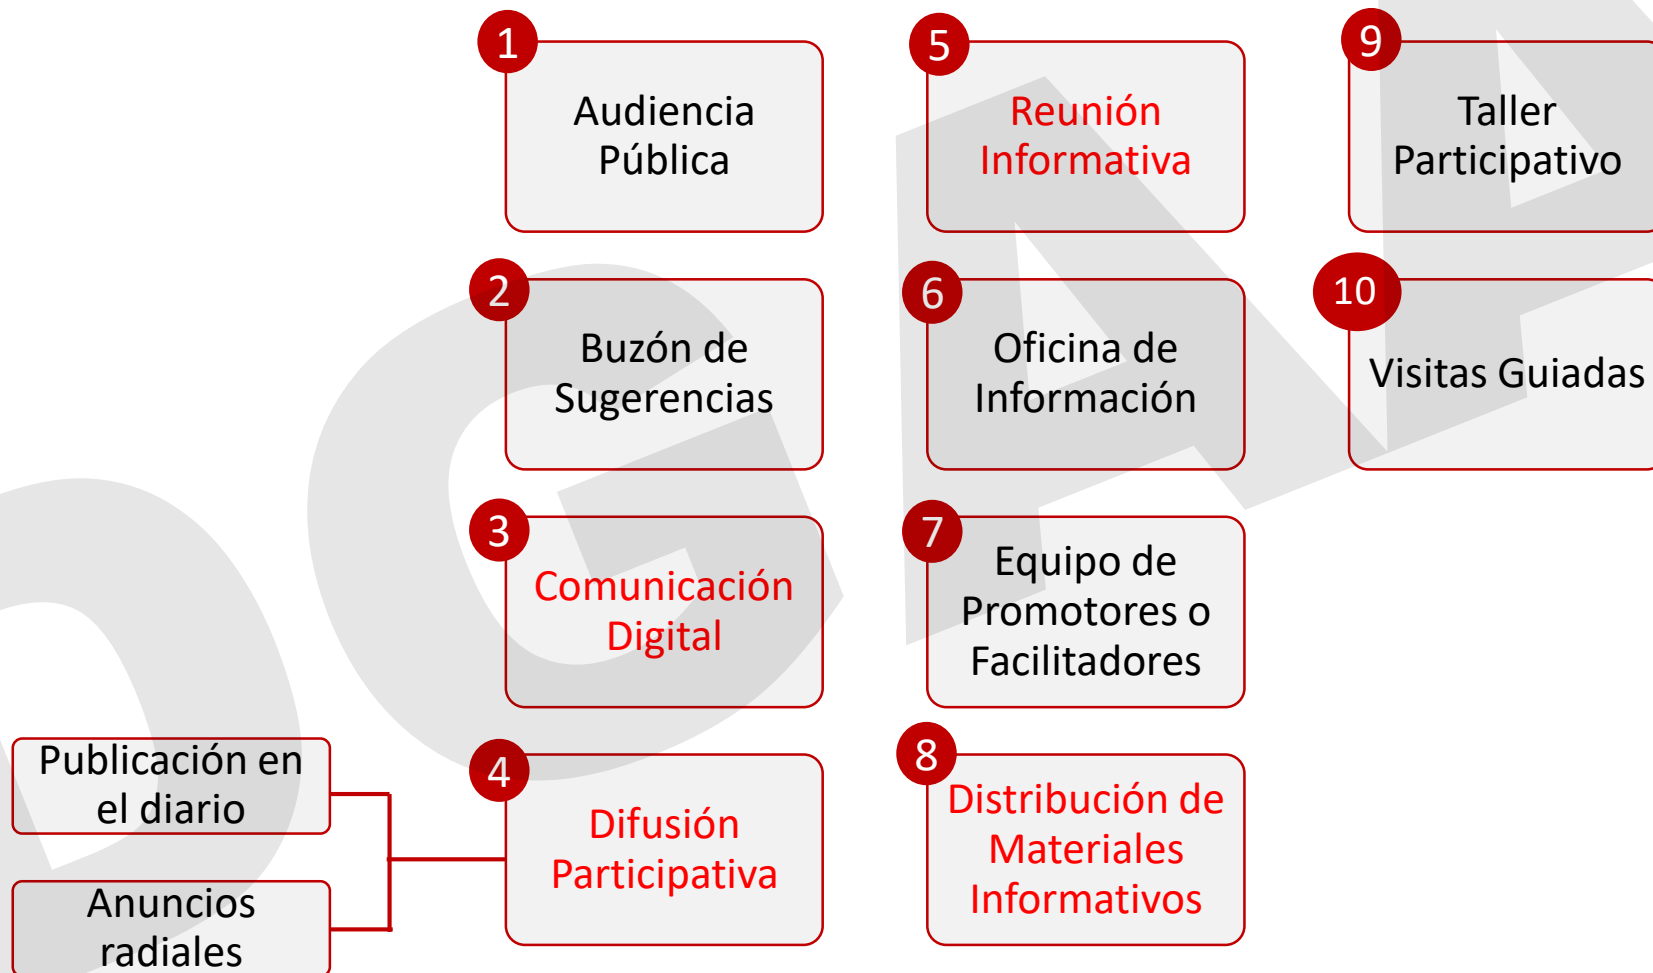 1
Audiencia
Pública
2
Buzón de
Sugerencias
3
Comunicación
Digital
4
Difusión
Participativa
Publicación en
el diario
Anuncios
radiales
5
Reunión
Informativa
6
Oficina de
Información
7
Equipo de
Promotores o
Facilitadores
8
Distribución de
Materiales
Informativos
9
Taller
Participativo
10
Visitas Guiadas
DGAA